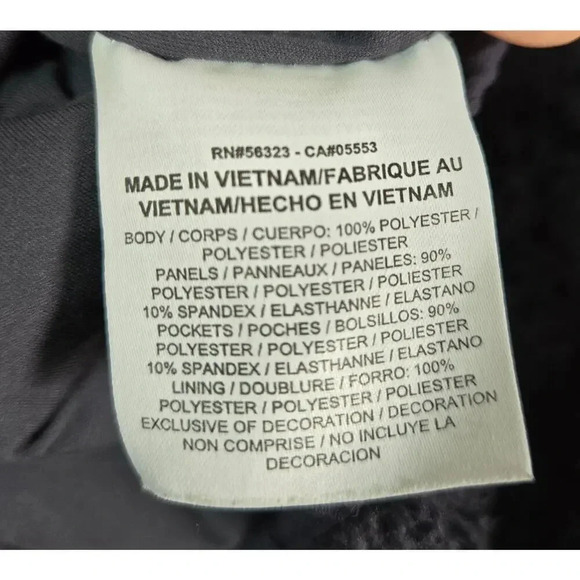 RN#56323 - CA#05553
MADE IN VIETNAM/FABRIQUE AU
VIETNAM/HECHO EN VIETNAM
BODY / CORPS / CUERPO: 100% POLYESTER /
POLYESTER / POLIESTER
PANELS / PANNEAUX / PANELES: 90%
POLYESTER / POLYESTER / POLIESTER
10% SPANDEX / ELASTHANNE / ELASTANO
POCKETS / POCHES / BOLSILLOS: 90%
POLYESTER / POLYESTER / POLIESTER
10% SPANDEX / ELASTHANNE / ELASTANO
LINING / DOUBLURE / FORRO: 100%
POLYESTER / POLYESTER / POLIESTER
EXCLUSIVE OF DECORATION / DECORATION
NON COMPRISE / NO INCLUYE LA
DECORACION